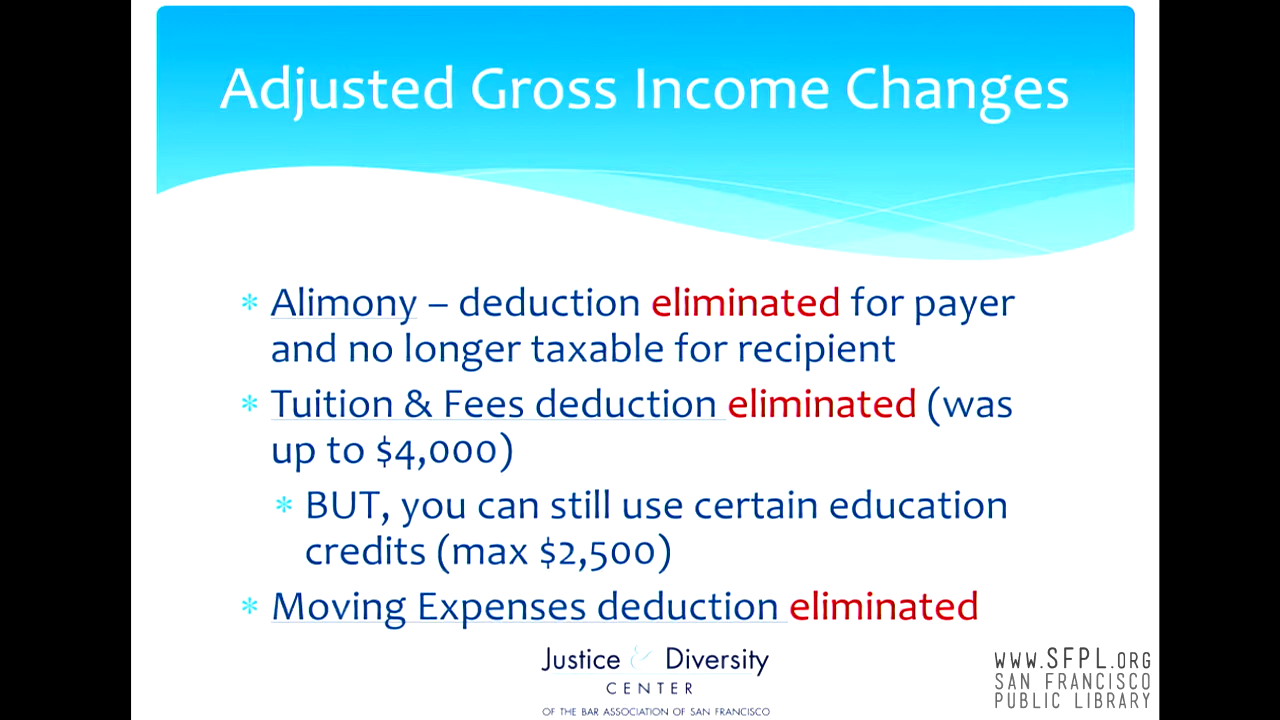 Adjusted Gross Income Changes
* Alimony – deduction eliminated for payer
and no longer taxable for recipient
* Tuition & Fees deduction eliminated (was
up to $4,000)
* BUT, you can still use certain education
credits (max $2,500)
* Moving Expenses deduction eliminated
Justice & Diversity
CENTER
OF THE BAR ASSOCIATION OF SAN FRANCISCO
WWW.SFPL.ORG
SAN FRANCISCO
PUBLIC LIBRARY